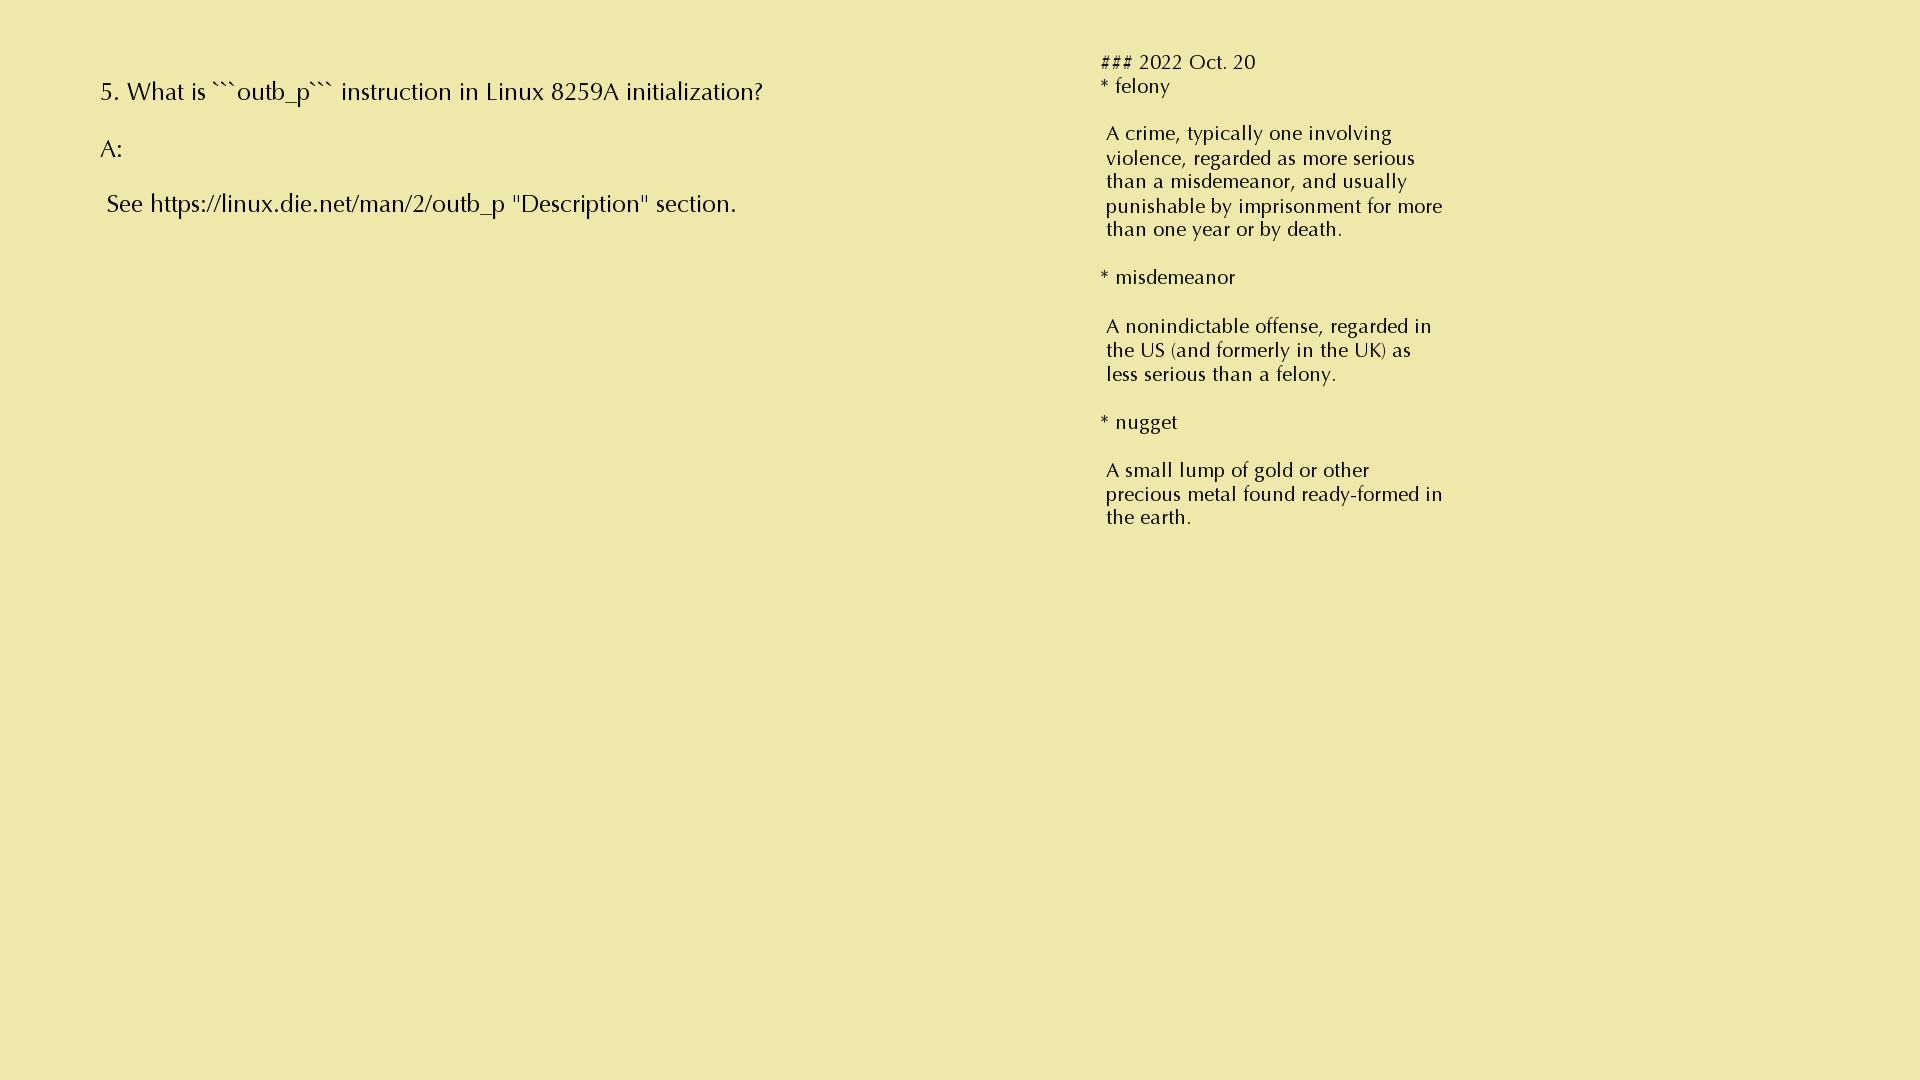 5. What is ```outb_p``` instruction in Linux 8259A initialization?
A:
See https://linux.die.net/man/2/outb_p "Description" section.
### 2022 Oct. 20
* felony
A crime, typically one involving
violence, regarded as more serious
than a misdemeanor, and usually
punishable by imprisonment for more
than one year or by death.
* misdemeanor
A nonindictable offense, regarded in
the US (and formerly in the UK) as
less serious than a felony.
* nugget
A small lump of gold or other
precious metal found ready-formed in
the earth.